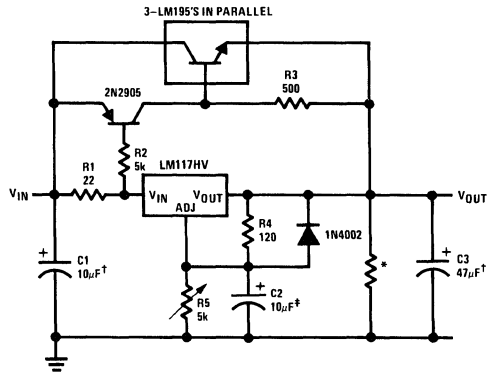 3–LM195'S IN PARALLEL
2N2905
R3
500
R2
5k
R1
22
LM117HV
VIN
VIN
VOUT
ADJ
VOUT
R4
120
1N4002
*
+
C1
10μF†
R5
5k
+
C2
10μF‡
+
C3
47μF†